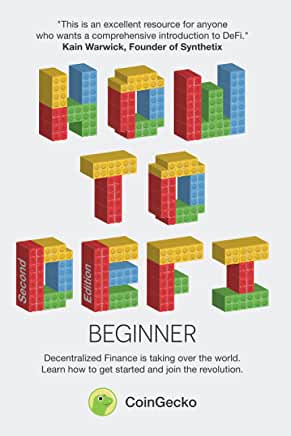 "This is an excellent resource for anyone
who wants a comprehensive introduction to DeFi."
Kain Warwick, Founder of Synthetix
HOW
TO
DEFI
Second Edition
BEGINNER
Decentralized Finance is taking over the world.
Learn how to get started and join the revolution.
CoinGecko